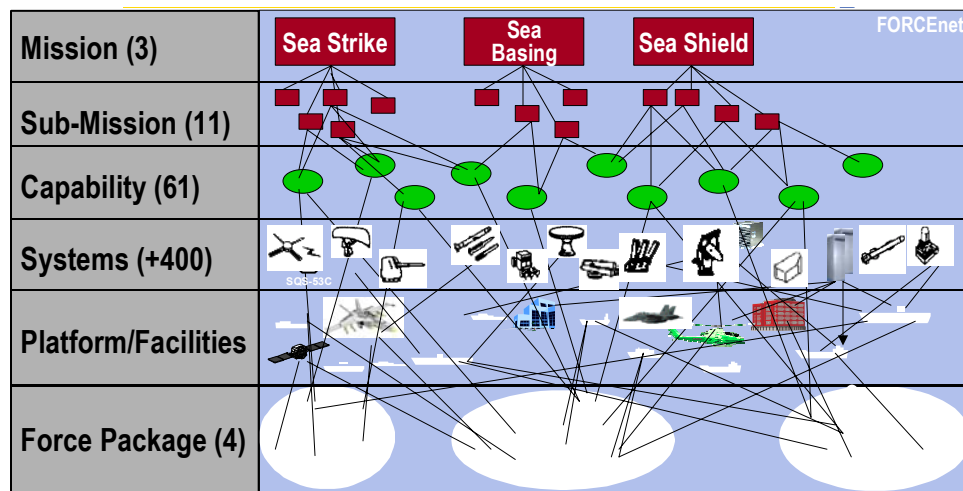 FORCEnet
Mission (3)
Sea Strike
Sea
Basing
Sea Shield
Sub-Mission (11)
Capability (61)
Systems (+400)
SQS-53C
Platform/Facilities
Force Package (4)